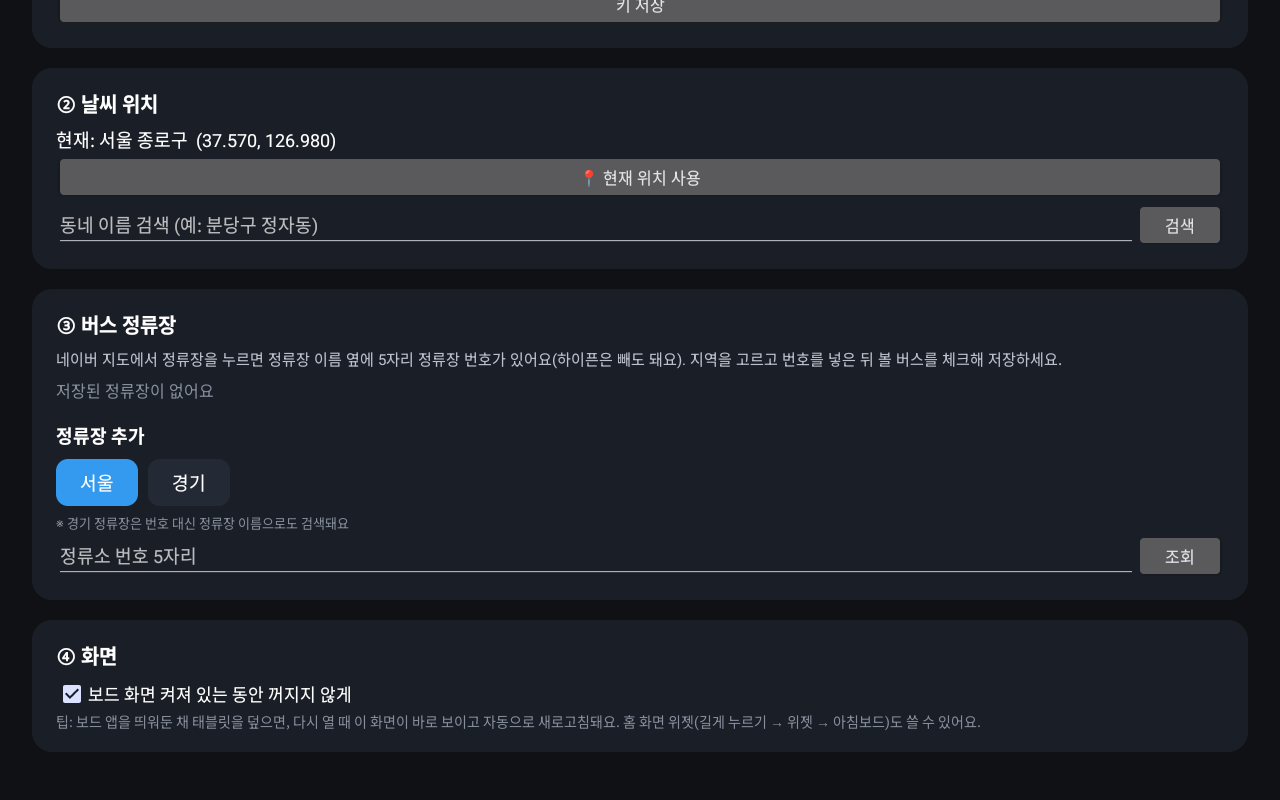 키 저장
② 날씨 위치
현재: 서울 종로구 (37.570, 126.980)
📍 현재 위치 사용
동네 이름 검색 (예: 분당구 정자동)
검색
③ 버스 정류장
네이버 지도에서 정류장을 누르면 정류장 이름 옆에 5자리 정류장 번호가 있어요(하이픈은 빼도 돼요). 지역을 고르고 번호를 넣은 뒤 볼 버스를 체크해 저장하세요.
저장된 정류장이 없어요
정류장 추가
서울
경기
※ 경기 정류장은 번호 대신 정류장 이름으로도 검색돼요
정류소 번호 5자리
조회
④ 화면
보드 화면 켜져 있는 동안 꺼지지 않게
팁: 보드 앱을 띄워둔 채 태블릿을 덮으면, 다시 열 때 이 화면이 바로 보이고 자동으로 새로고침돼요. 홈 화면 위젯(길게 누르기 → 위젯 → 아침보드)도 쓸 수 있어요.